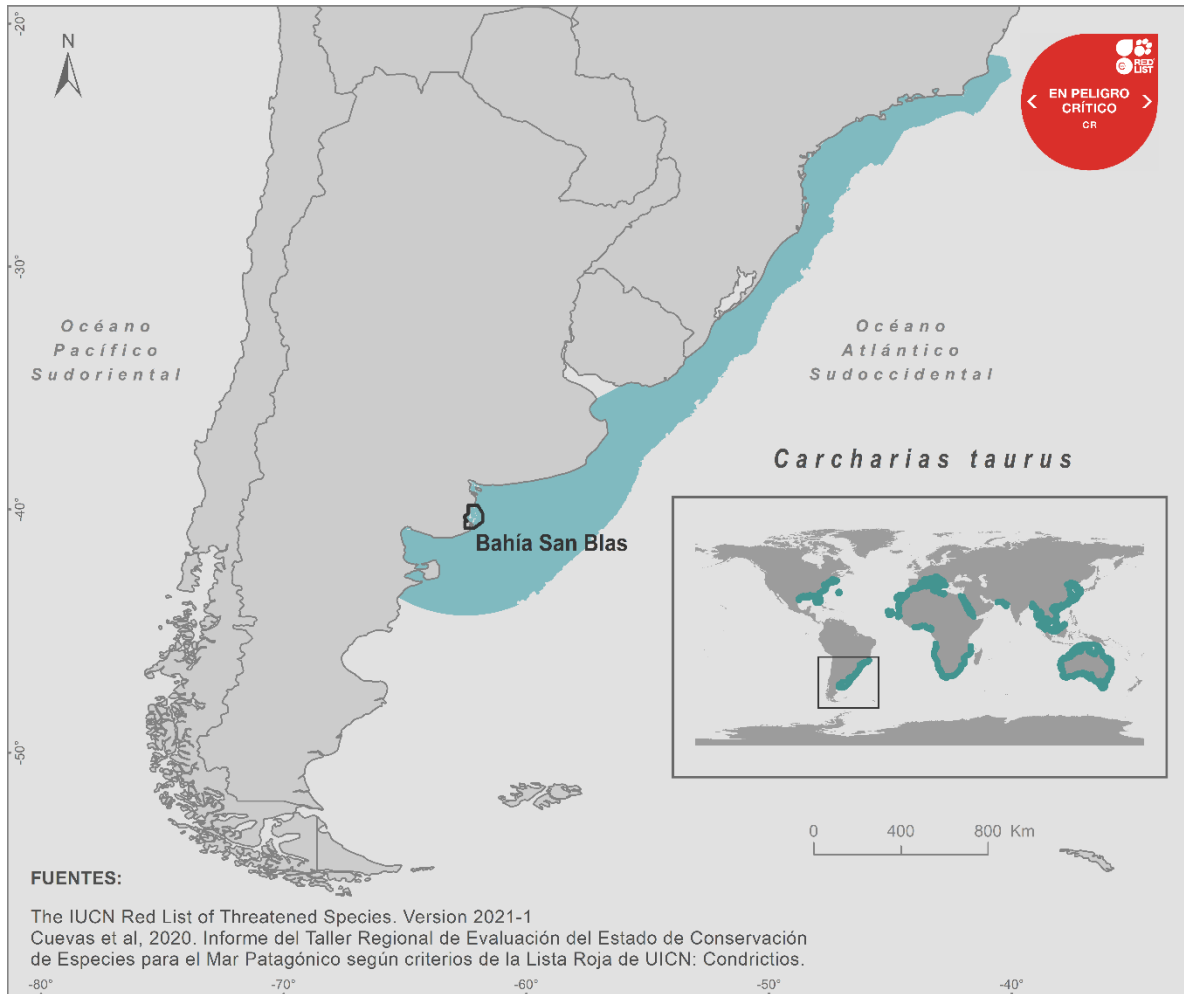 -20°
N
RED
LIST
EN PELIGRO
CRÍTICO
CR
-30°
Océano
Pacífico
Sudoriental
Océano
Atlántico
Sudoccidental
Carcharias taurus
-40°
Bahía San Blas
-50°
0 400 800 Km
FUENTES:
The IUCN Red List of Threatened Species. Version 2021-1
Cuevas et al, 2020. Informe del Taller Regional de Evaluación del Estado de Conservación
de Especies para el Mar Patagónico según criterios de la Lista Roja de UICN: Condrictios.
-80° -70° -60° -50° -40°